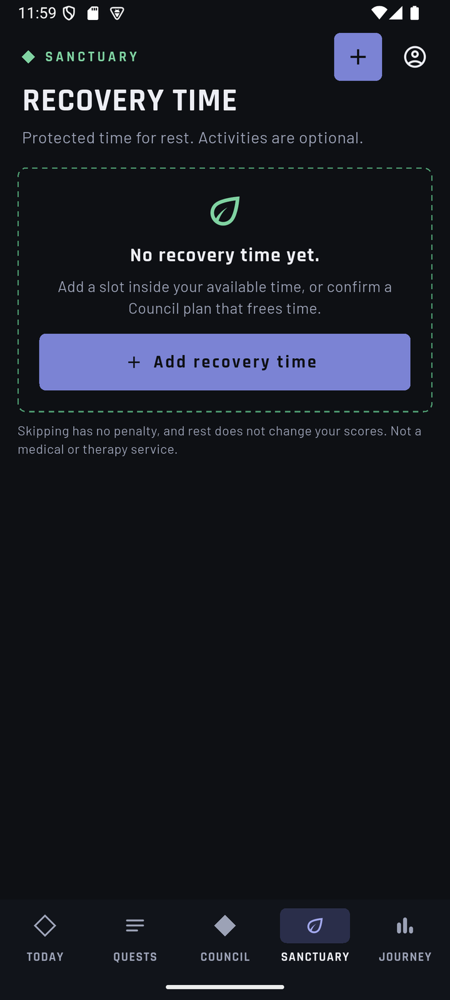 11:59
SANCTUARY
RECOVERY TIME
Protected time for rest. Activities are optional.
No recovery time yet.
Add a slot inside your available time, or confirm a
Council plan that frees time.
+ Add recovery time
Skipping has no penalty, and rest does not change your scores. Not a
medical or therapy service.
TODAY QUESTS COUNCIL SANCTUARY JOURNEY